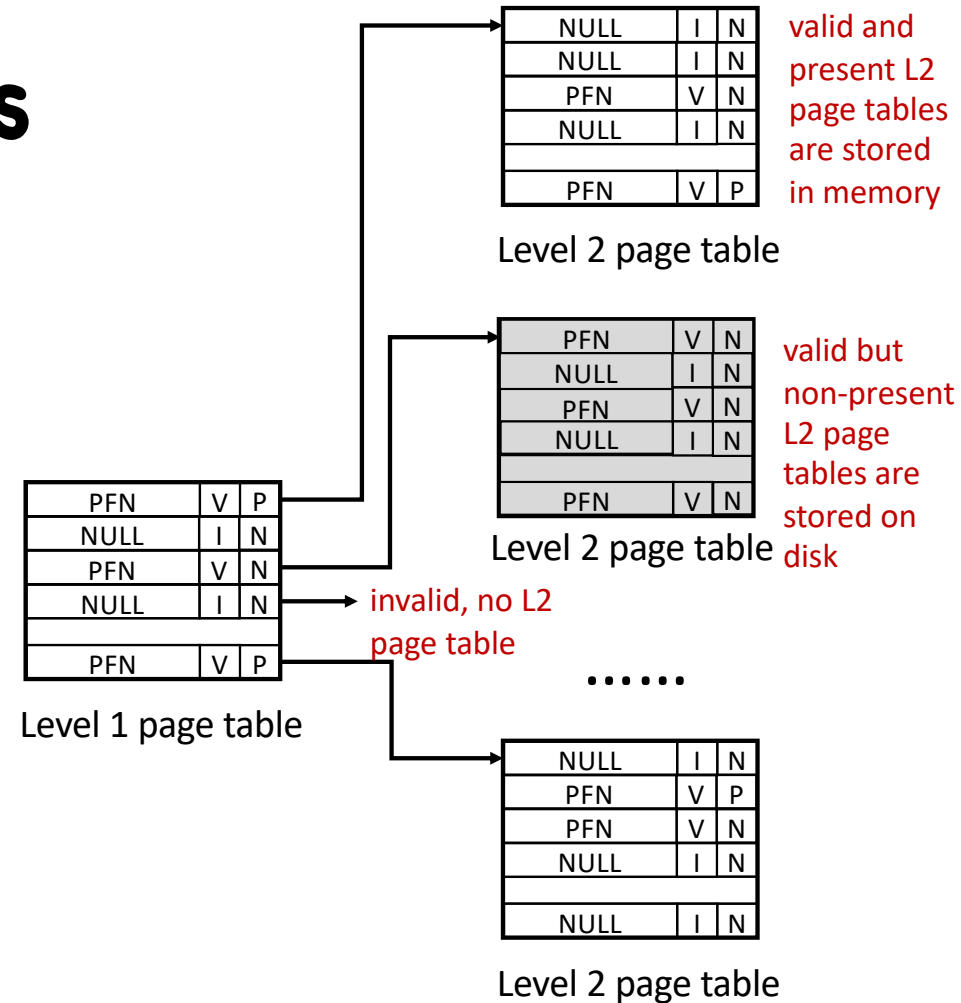 s
NULL I N
NULL I N
PFN V N
NULL I N
PFN V P
valid and
present L2
page tables
are stored
in memory
Level 2 page table
PFN V N
NULL I N
PFN V N
NULL I N
PFN V N
valid but
non-present
L2 page
tables are
stored on
disk
Level 2 page table
PFN V P
NULL I N
PFN V N
NULL I N
PFN V P
Level 1 page table
invalid, no L2
page table
......
NULL I N
PFN V P
PFN V N
NULL I N
NULL I N
Level 2 page table